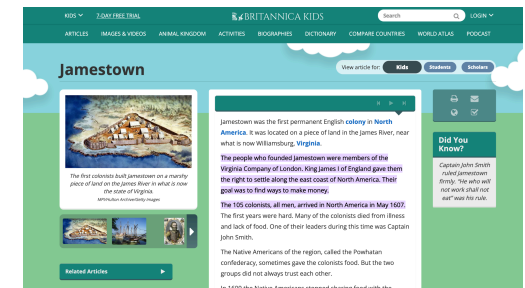 KIDS
7-DAY FREE TRIAL
BRITANNICA KIDS
Search
LOGIN
ARTICLES
IMAGES & VIDEOS
ANIMAL KINGDOM
ACTIVITIES
BIOGRAPHIES
DICTIONARY
COMPARE COUNTRIES
WORLD ATLAS
PODCAST
Jamestown
View article for:
Kids
Students
Scholars
The first colonists built Jamestown on a marshy
piece of land on the James River in what is now
the state of Virginia.
MPI/Hulton Archive/Getty Images
Related Articles
Jamestown was the first permanent English colony in North
America. It was located on a piece of land in the James River, near
what is now Williamsburg, Virginia.
The people who founded Jamestown were members of the
Virginia Company of London. King James I of England gave them
the right to settle along the east coast of North America. Their
goal was to find ways to make money.
The 105 colonists, all men, arrived in North America in May 1607.
The first years were hard. Many of the colonists died from illness
and lack of food. One of their leaders during this time was Captain
John Smith.
The Native Americans of the region, called the Powhatan
confederacy, sometimes gave the colonists food. But the two
groups did not always trust each other.
Did You
Know?
Captain John Smith
ruled Jamestown
firmly. "He who will
not work shall not
eat" was his rule.